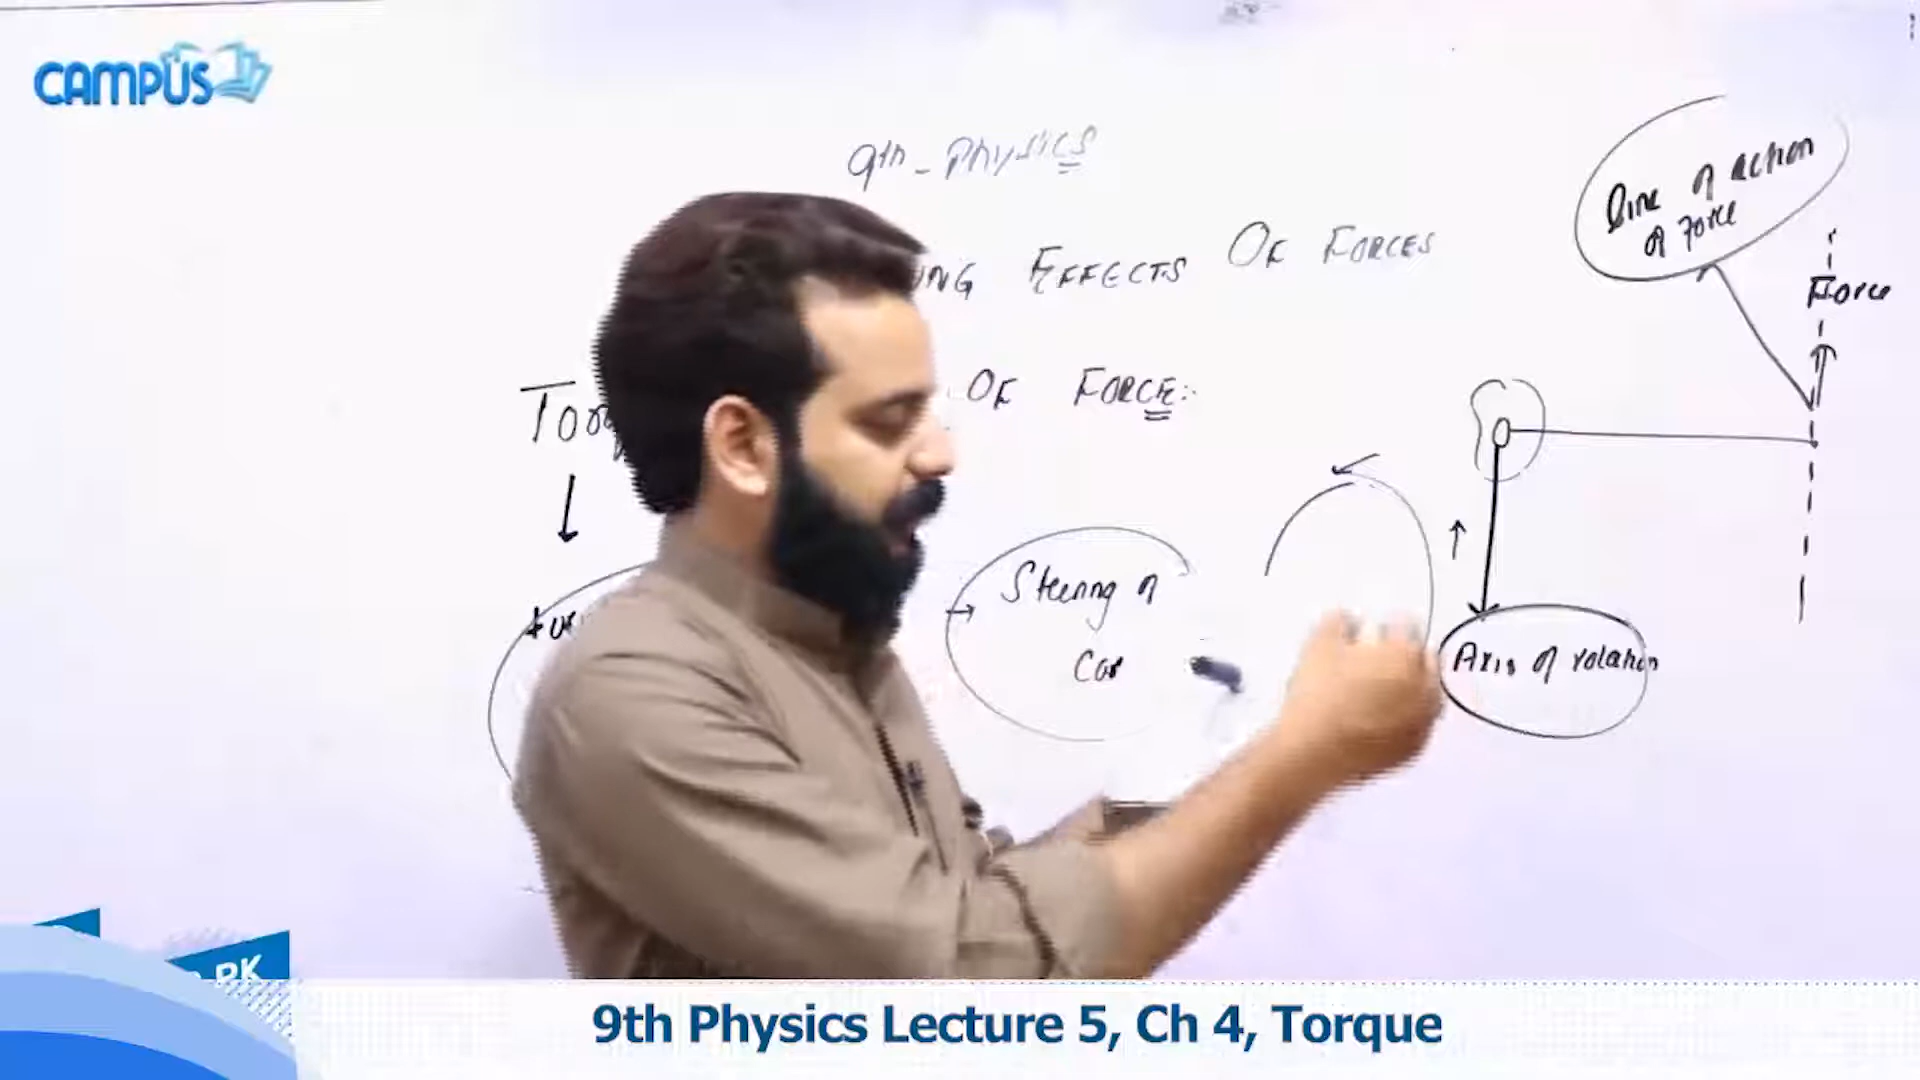 CAMPUS
9th - Physics
EFFECTS OF FORCES
OF FORCE:-
Line of action
of Force
Force
Steering of
Car
Axis of rotation
.PK
9th Physics Lecture 5, Ch 4, Torque